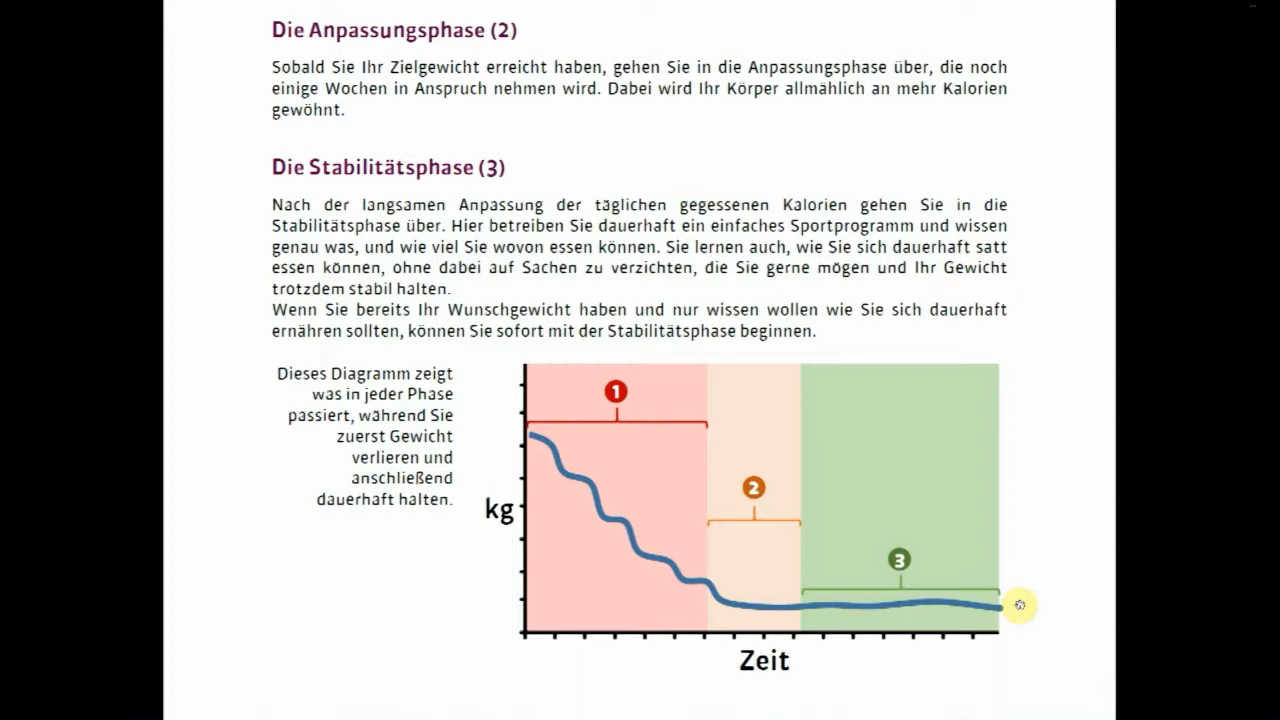 Die Anpassungsphase (2)
Sobald Sie Ihr Zielgewicht erreicht haben, gehen Sie in die Anpassungsphase über, die noch
einige Wochen in Anspruch nehmen wird. Dabei wird Ihr Körper allmählich an mehr Kalorien
gewöhnt.
Die Stabilitätsphase (3)
Nach der langsamen Anpassung der täglichen gegessenen Kalorien gehen Sie in die
Stabilitätsphase über. Hier betreiben Sie dauerhaft ein einfaches Sportprogramm und wissen
genau was, und wie viel Sie wovon essen können. Sie lernen auch, wie Sie sich dauerhaft satt
essen können, ohne dabei auf Sachen zu verzichten, die Sie gerne mögen und Ihr Gewicht
trotzdem stabil halten.
Wenn Sie bereits Ihr Wunschgewicht haben und nur wissen wollen wie Sie sich dauerhaft
ernähren sollten, können Sie sofort mit der Stabilitätsphase beginnen.
Dieses Diagramm zeigt
was in jeder Phase
passiert, während Sie
zuerst Gewicht
verlieren und
anschließend
dauerhaft halten.
1
2
3
kg
Zeit